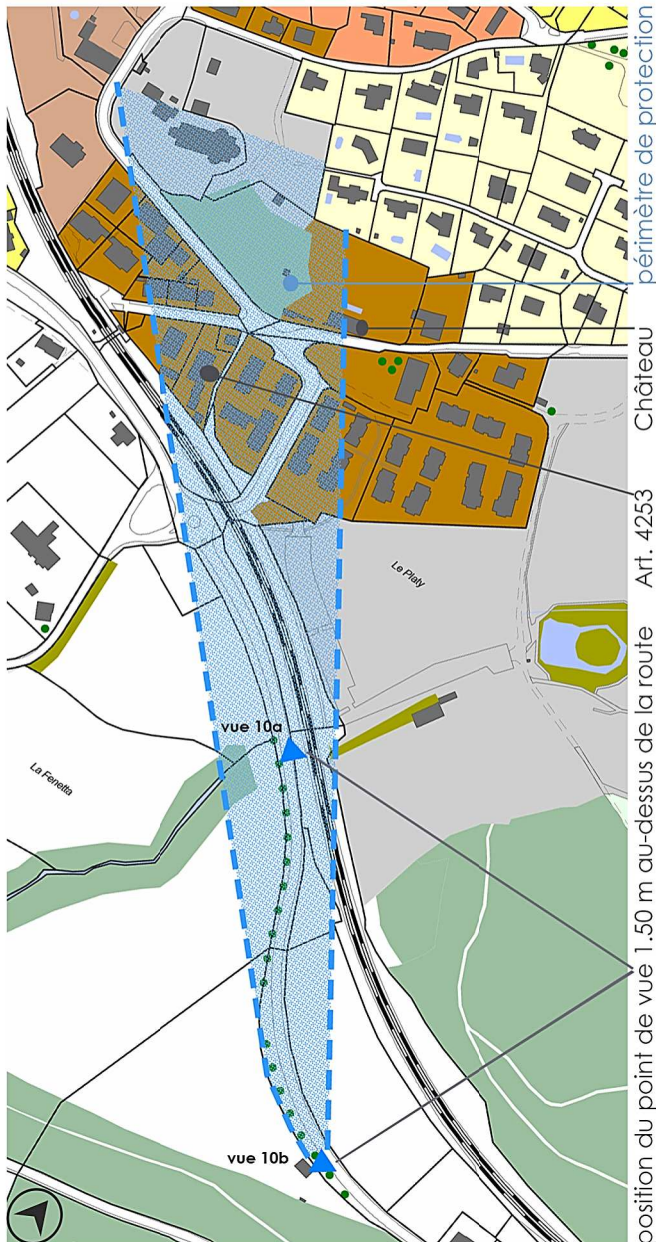 vue 10a
vue 10b
La Fenetta
Le Platy
position du point de vue 1.50 m au-dessus de la route
Art. 4253
Château
périmètre de protection